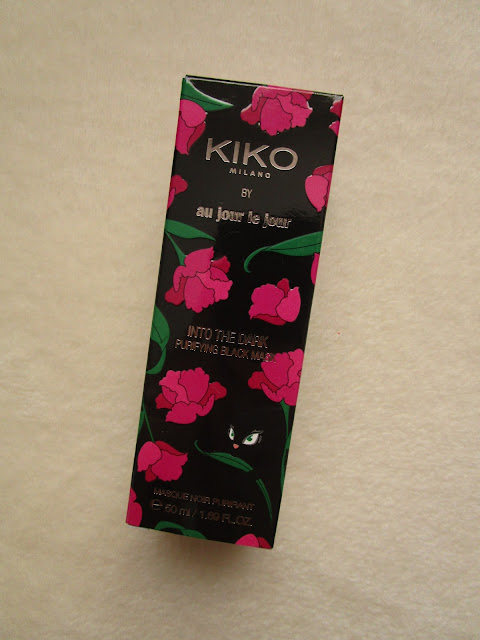 KIKO
MILANO
BY
au jour le jour
INTO THE DARK
PURIFYING BLACK MASK
MASQUE NOIR PURIFIANT
℮ 50 ml / 1.69 FL.OZ.